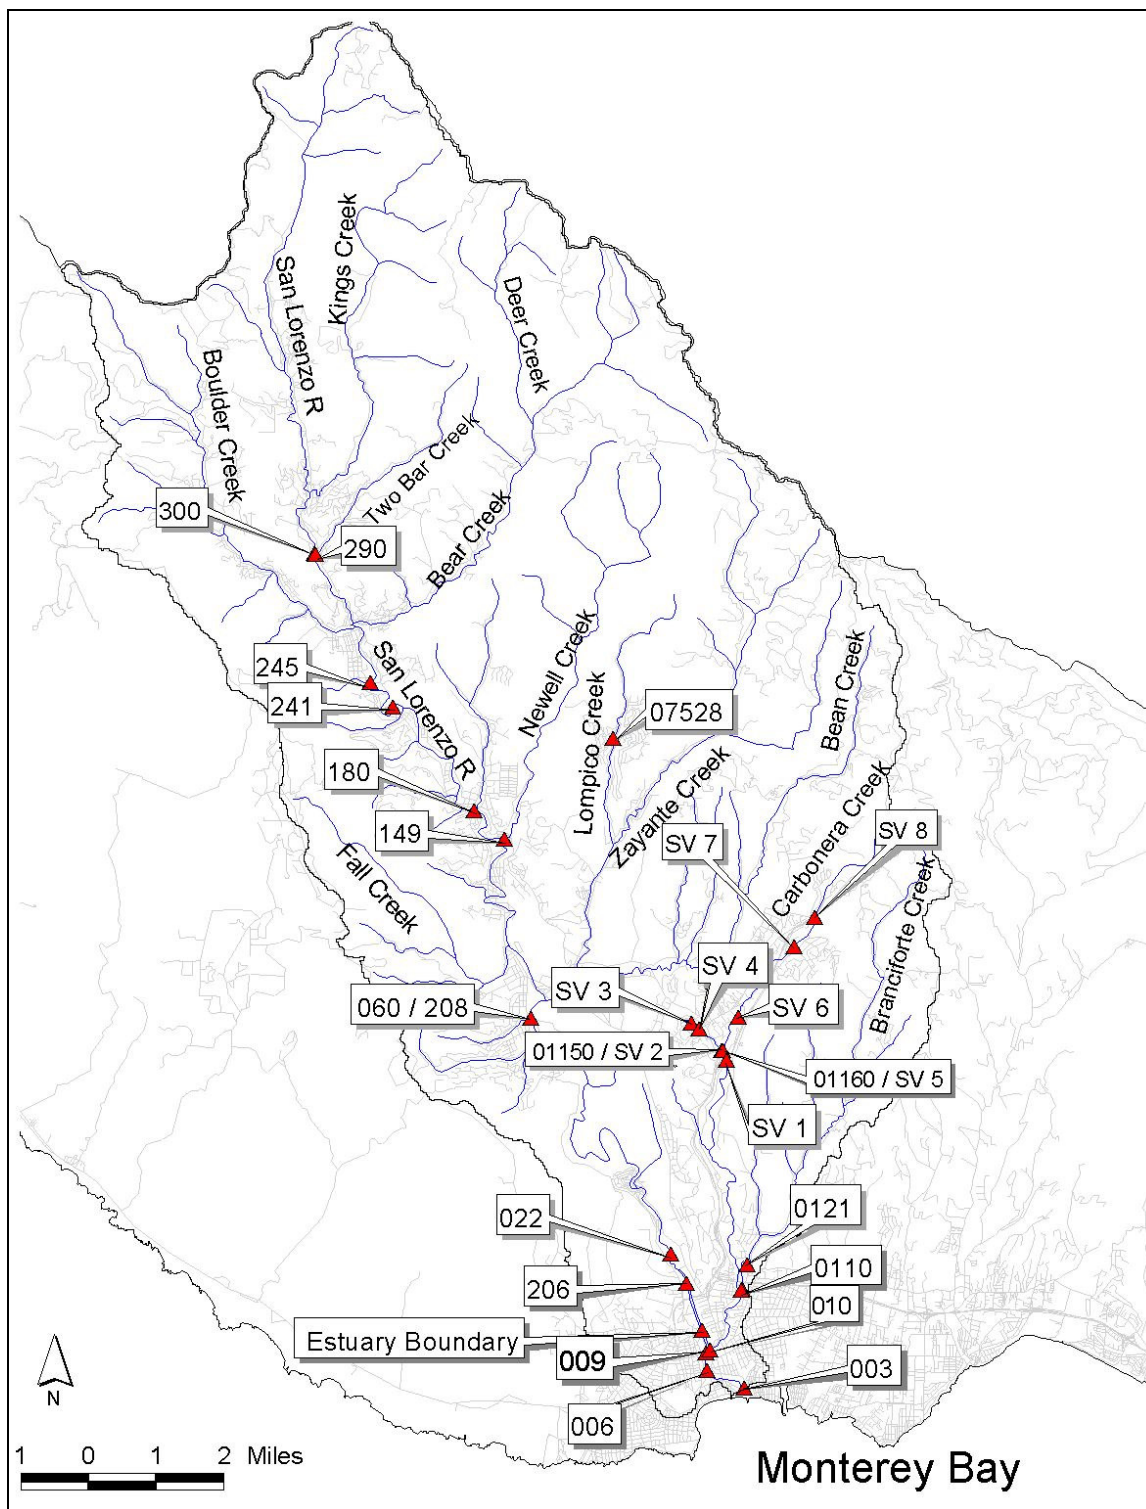 Kings Creek
San Lorenzo R
Deer Creek
Boulder Creek
Two Bar Creek
300
290
Bear Creek
245
San Lorenzo R
Newell Creek
241
07528
Bean Creek
180
Lompico Creek
Zayante Creek
149
Carbonera Creek
SV 7
SV 8
Fall Creek
Branciforte Creek
SV 4
SV 3
060 / 208
SV 6
01150 / SV 2
01160 / SV 5
SV 1
022
0121
206
0110
010
Estuary Boundary
009
003
006
N
1 0 1 2 Miles
Monterey Bay